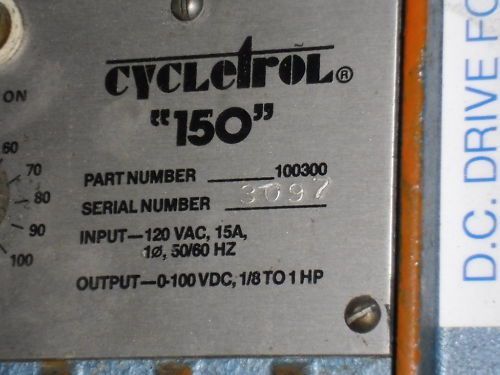 CYCLETROL®
"150"
ON
60
70
80
90
100
PART NUMBER 100300
SERIAL NUMBER 3097
INPUT—120 VAC, 15A,
1ø, 50/60 HZ
OUTPUT—0-100 VDC, 1/8 TO 1 HP
D.C. DRIVE FO